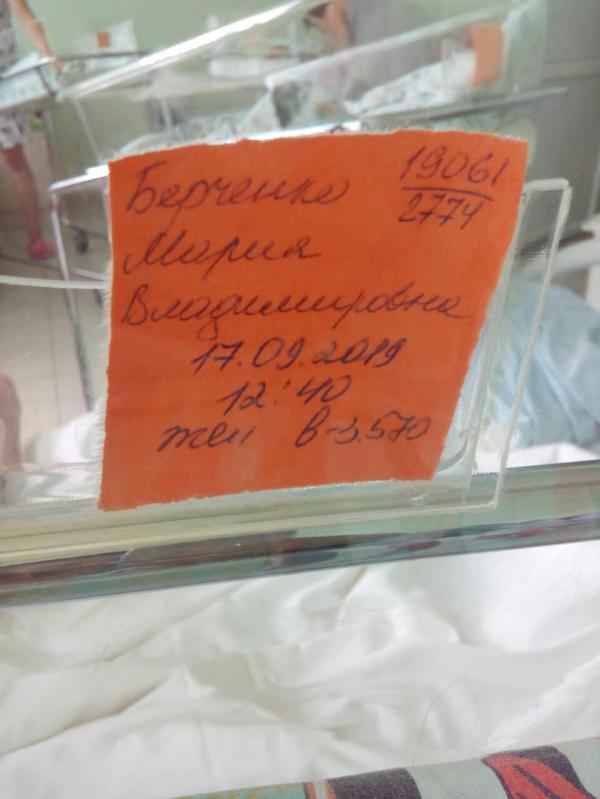 Берченко
19061
2774
Мария
Владимировна
17.09.2019
12:40
жен в-3.570